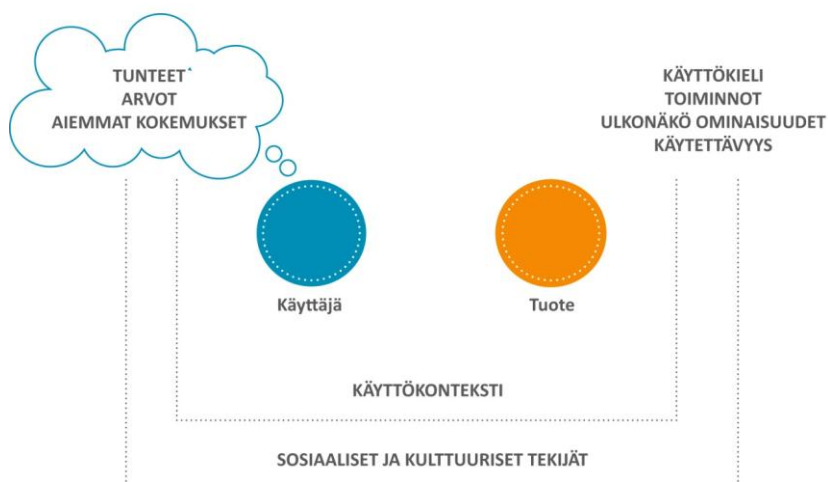 TUNTEET
ARVOT
AIEMMAT KOKEMUKSET
KÄYTTÖKIELI
TOIMINNOT
ULKONÄKÖ OMINAISUUDET
KÄYTETTÄVYYS
Käyttäjä
Tuote
KÄYTTÖKONTEKSTI
SOSIAALISET JA KULTTUURISET TEKIJÄT